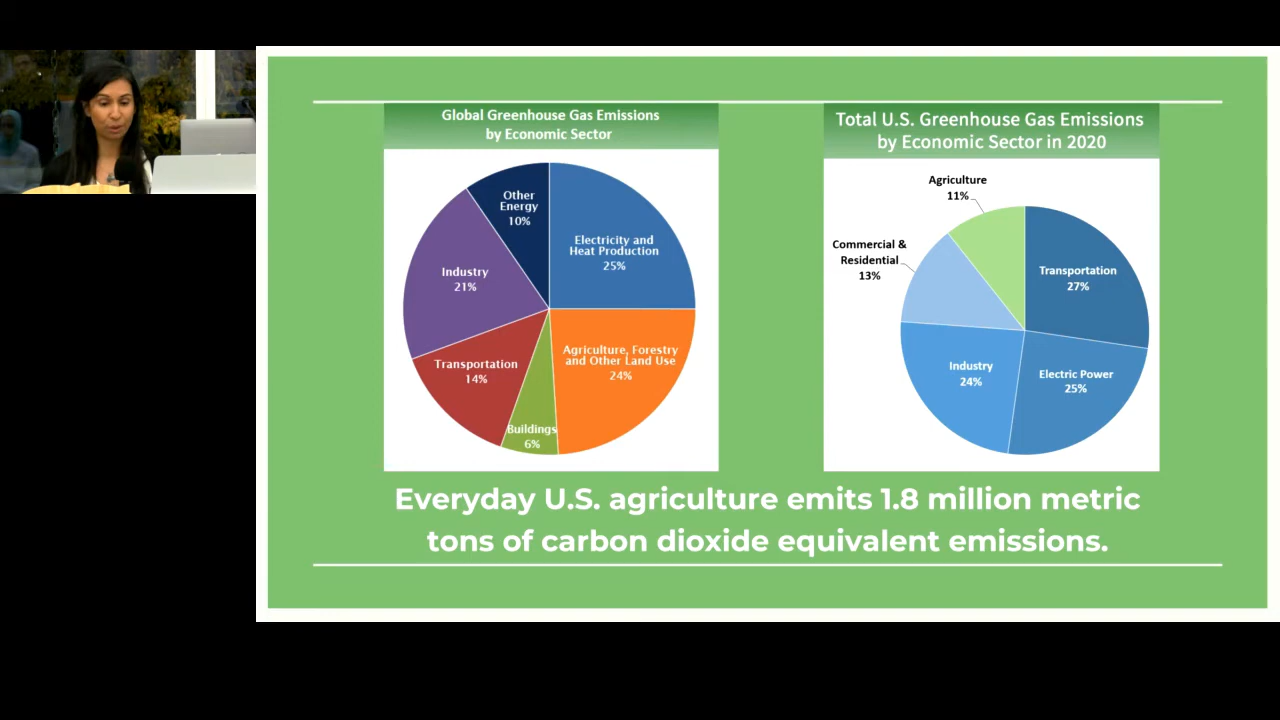 Global Greenhouse Gas Emissions
by Economic Sector
Other
Energy
10%
Electricity and
Heat Production
25%
Industry
21%
Agriculture, Forestry
and Other Land Use
24%
Transportation
14%
Buildings
6%
Total U.S. Greenhouse Gas Emissions
by Economic Sector in 2020
Agriculture
11%
Commercial &
Residential
13%
Transportation
27%
Industry
24%
Electric Power
25%
Everyday U.S. agriculture emits 1.8 million metric
tons of carbon dioxide equivalent emissions.